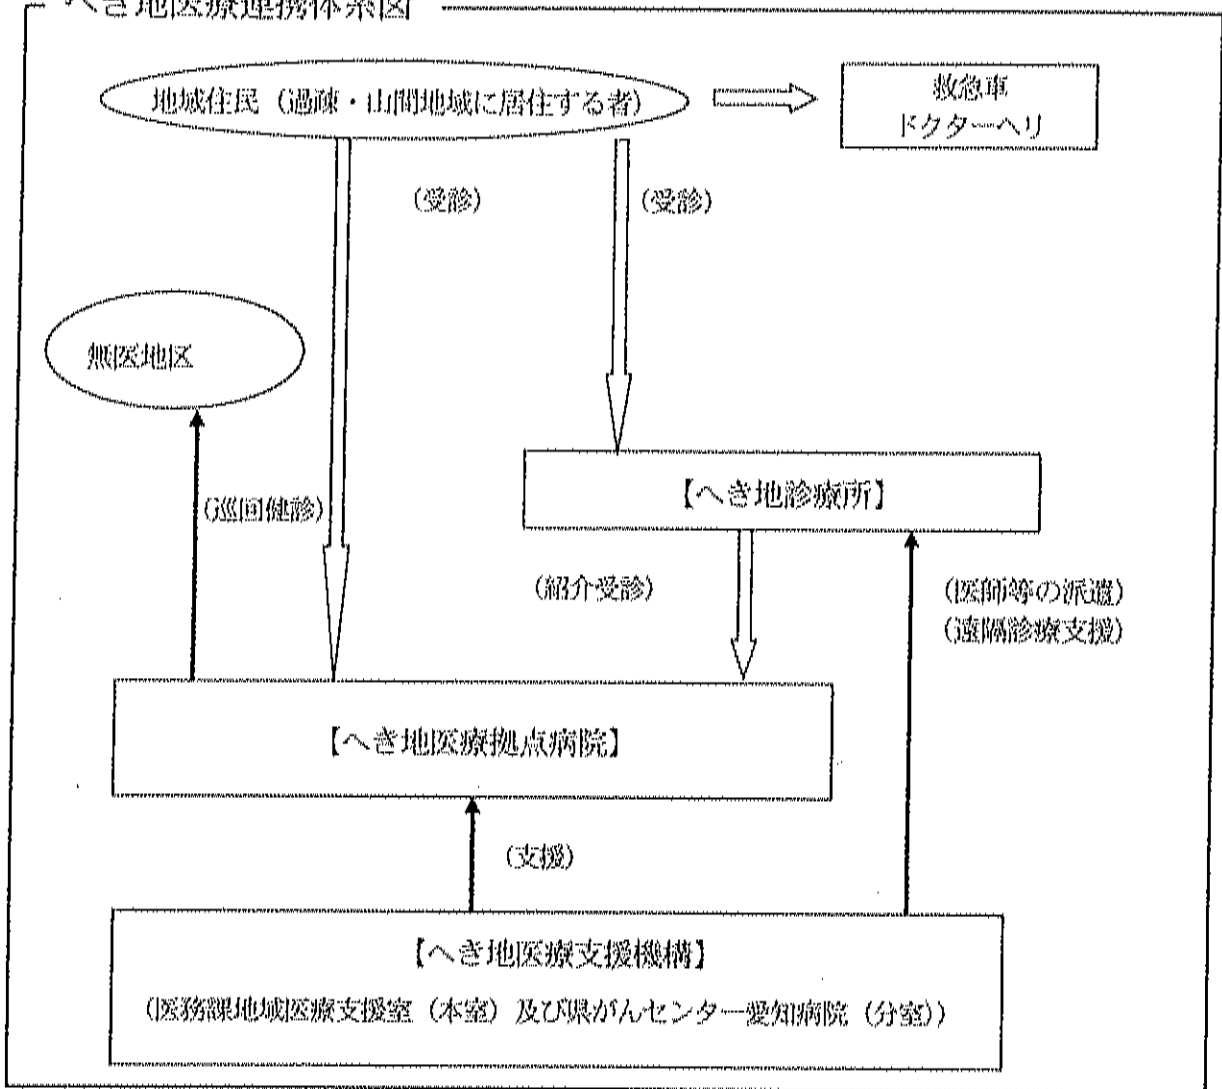 へき地医療連携体系図
地域住民（過疎・山間地域に居住する者）
救急車
ドクターヘリ
（受診）
（受診）
無医地区
（巡回健診）
【へき地診療所】
（紹介受診）
（医師等の派遣）
（遠隔診療支援）
【へき地医療拠点病院】
（支援）
【へき地医療支援機構】
（医務課地域医療支援室（本室）及び県がんセンター愛知病院（分室））